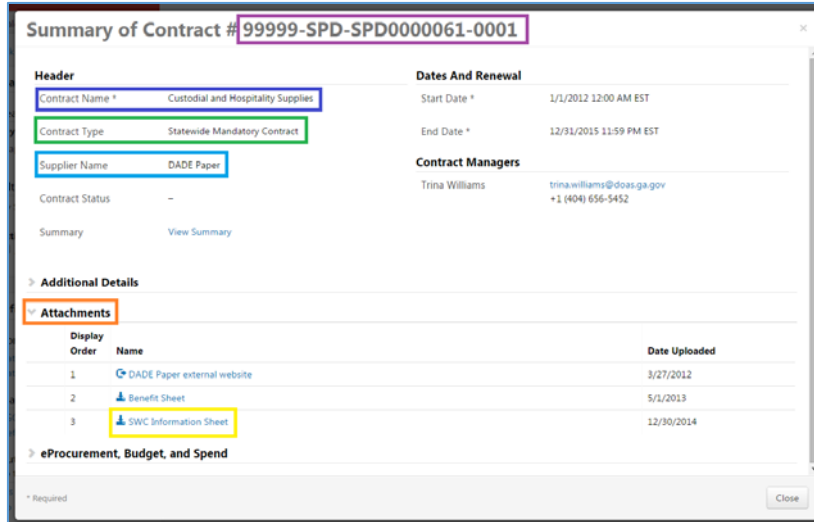 Summary of Contract # 99999-SPD-SPD0000061-0001
×
Header
Contract Name * Custodial and Hospitality Supplies
Contract Type Statewide Mandatory Contract
Supplier Name DADE Paper
Contract Status –
Summary View Summary
Dates And Renewal
Start Date * 1/1/2012 12:00 AM EST
End Date * 12/31/2015 11:59 PM EST
Contract Managers
Trina Williams trina.williams@doas.ga.gov
+1 (404) 656-5452
Additional Details
Attachments
Display
Order Name Date Uploaded
1 DADE Paper external website 3/27/2012
2 Benefit Sheet 5/1/2013
3 SWC Information Sheet 12/30/2014
eProcurement, Budget, and Spend
* Required
Close